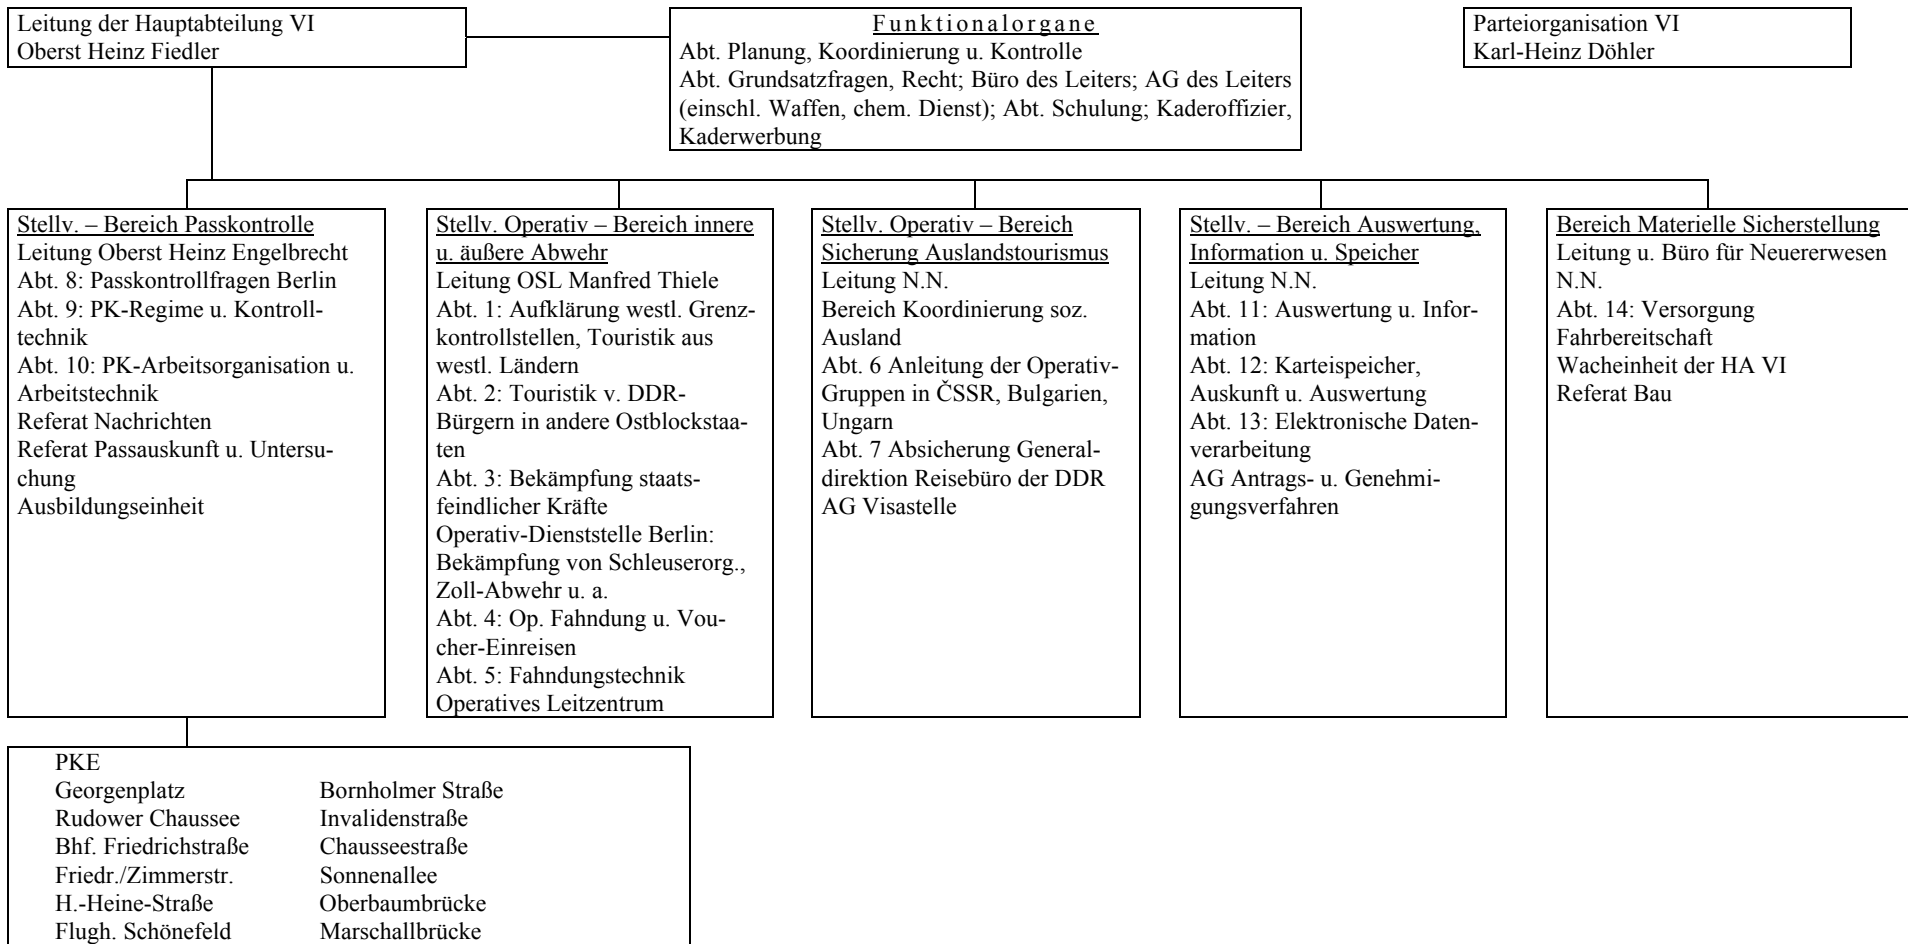 Leitung der Hauptabteilung VI
Oberst Heinz Fiedler
Funktionalorgane
Abt. Planung, Koordinierung u. Kontrolle
Abt. Grundsatzfragen, Recht; Büro des Leiters; AG des Leiters
(einschl. Waffen, chem. Dienst); Abt. Schulung; Kaderoffizier,
Kaderwerbung
Parteiorganisation VI
Karl-Heinz Döhler
Stellv. – Bereich Passkontrolle
Leitung Oberst Heinz Engelbrecht
Abt. 8: Passkontrollfragen Berlin
Abt. 9: PK-Regime u. Kontroll-
technik
Abt. 10: PK-Arbeitsorganisation u.
Arbeitstechnik
Referat Nachrichten
Referat Passauskunft u. Untersu-
chung
Ausbildungseinheit
Stellv. Operativ – Bereich innere
u. äußere Abwehr
Leitung OSL Manfred Thiele
Abt. 1: Aufklärung westl. Grenz-
kontrollstellen, Touristik aus
westl. Ländern
Abt. 2: Touristik v. DDR-
Bürgern in andere Ostblockstaa-
ten
Abt. 3: Bekämpfung staats-
feindlicher Kräfte
Operativ-Dienststelle Berlin:
Bekämpfung von Schleuserorg.,
Zoll-Abwehr u. a.
Abt. 4: Op. Fahndung u. Vou-
cher-Einreisen
Abt. 5: Fahndungstechnik
Operatives Leitzentrum
Stellv. Operativ – Bereich
Sicherung Auslandstourismus
Leitung N.N.
Bereich Koordinierung soz.
Ausland
Abt. 6 Anleitung der Operativ-
Gruppen in ČSSR, Bulgarien,
Ungarn
Abt. 7 Absicherung General-
direktion Reisebüro der DDR
AG Visastelle
Stellv. – Bereich Auswertung,
Information u. Speicher
Leitung N.N.
Abt. 11: Auswertung u. Infor-
mation
Abt. 12: Karteispeicher,
Auskunft u. Auswertung
Abt. 13: Elektronische Daten-
verarbeitung
AG Antrags- u. Genehmi-
gungsverfahren
Bereich Materielle Sicherstellung
Leitung u. Büro für Neuererwesen
N.N.
Abt. 14: Versorgung
Fahrbereitschaft
Wacheinheit der HA VI
Referat Bau
PKE
Georgenplatz Bornholmer Straße
Rudower Chaussee Invalidenstraße
Bhf. Friedrichstraße Chausseestraße
Friedr./Zimmerstr. Sonnenallee
H.-Heine-Straße Oberbaumbrücke
Flugh. Schönefeld Marschallbrücke